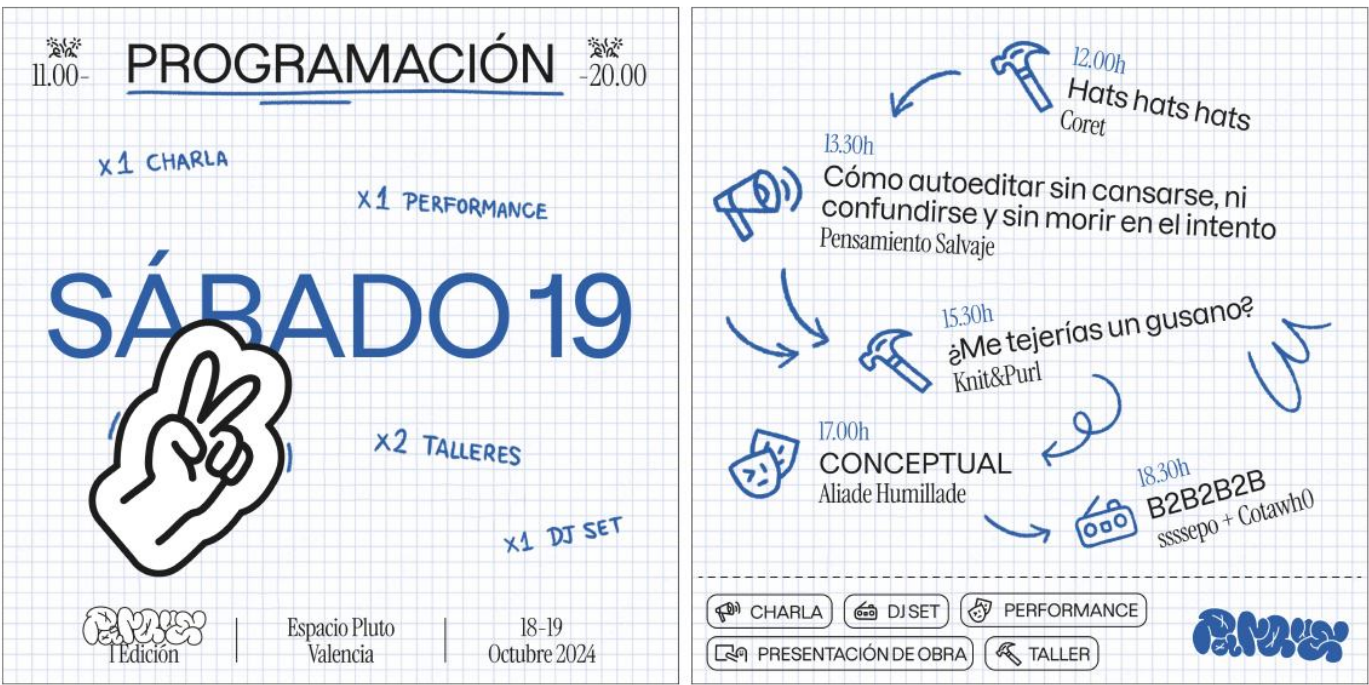 11.00-
PROGRAMACIÓN
-20.00
x1 CHARLA
x1 PERFORMANCE
SÁBADO 19
x2 TALLERES
x1 DJ SET
I Edición
Espacio Pluto
Valencia
18-19
Octubre 2024
12.00h
Hats hats hats
Coret
13.30h
Cómo autoeditar sin cansarse, ni
confundirse y sin morir en el intento
Pensamiento Salvaje
15.30h
¿Me tejerías un gusano?
Knit&Purl
17.00h
CONCEPTUAL
Aliade Humillade
18.30h
B2B2B2B
ssssepo + Cotawh0
CHARLA
DJ SET
PERFORMANCE
PRESENTACIÓN DE OBRA
TALLER